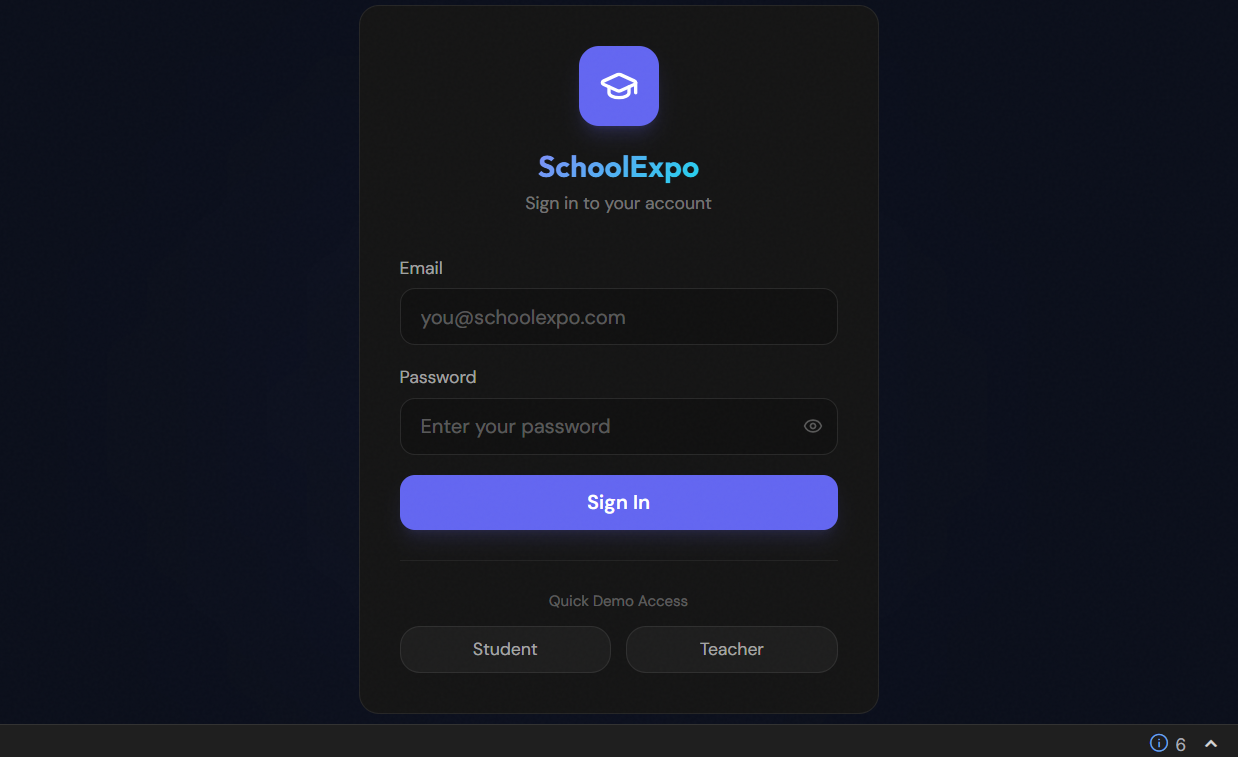 SchoolExpo
Sign in to your account
Email
you@schoolexpo.com
Password
Enter your password
Sign In
Quick Demo Access
Student Teacher
6